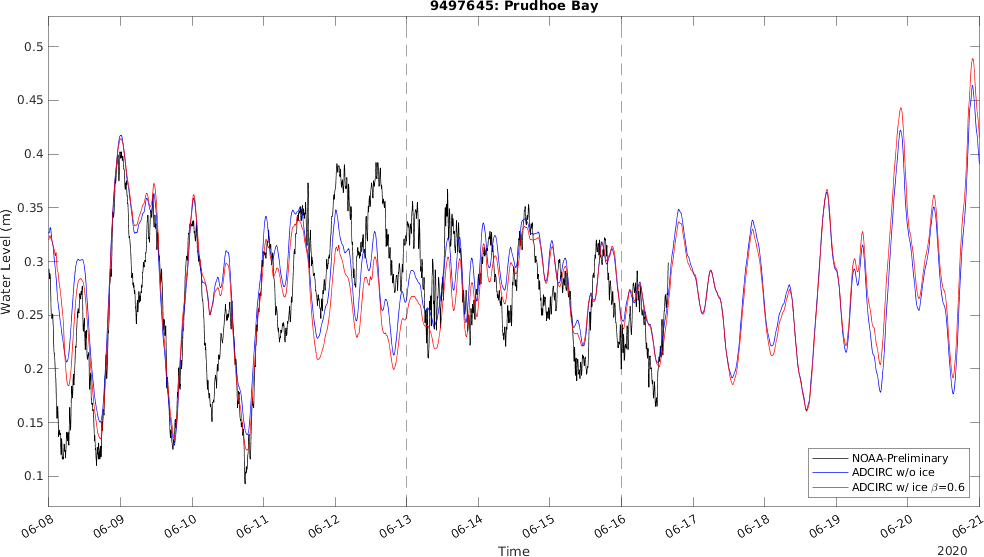 9497645: Prudhoe Bay
Water Level (m)
0.5
0.45
0.4
0.35
0.3
0.25
0.2
0.15
0.1
NOAA-Preliminary
ADCIRC w/o ice
ADCIRC w/ ice β=0.6
06-08 06-09 06-10 06-11 06-12 06-13 06-14 06-15 06-16 06-17 06-18 06-19 06-20 06-21
Time
2020